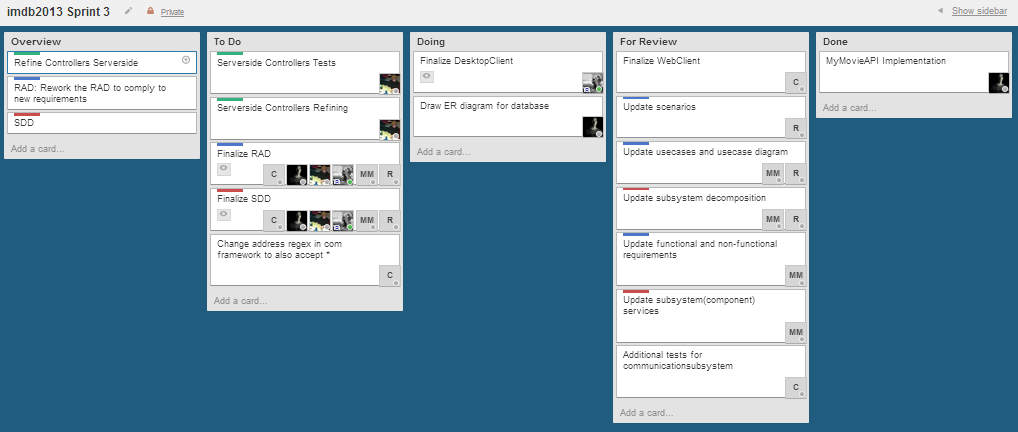 imdb2013 Sprint 3
Private
Show sidebar
Overview
Refine Controllers Serverside
RAD: Rework the RAD to comply to
new requirements
SDD
Add a card...
To Do
Serverside Controllers Tests
Serverside Controllers Refining
Finalize RAD
C
MM
R
Finalize SDD
C
MM
R
Change address regex in com
framework to also accept *
C
Add a card...
Doing
Finalize DesktopClient
Draw ER diagram for database
Add a card...
For Review
Finalize WebClient
C
Update scenarios
R
Update usecases and usecase diagram
MM
R
Update subsystem decomposition
MM
R
Update functional and non-functional
requirements
MM
Update subsystem(component)
services
MM
Additional tests for
communicationsubsystem
C
Add a card...
Done
MyMovieAPI Implementation
Add a card...